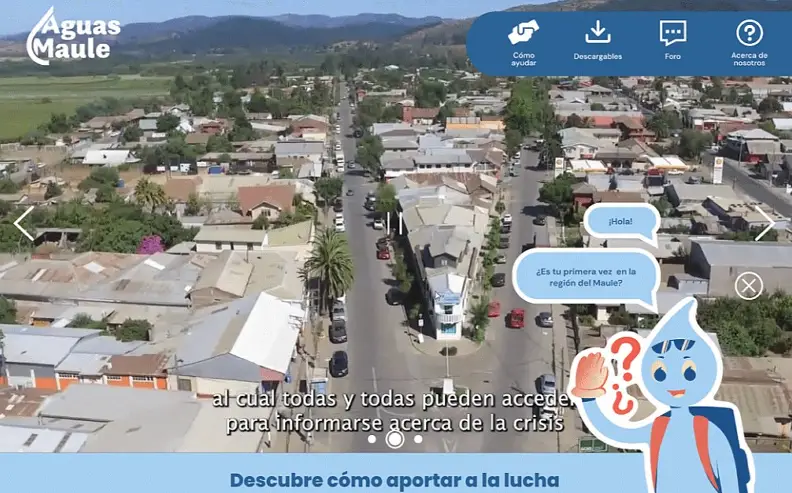 Aguas
Maule
Cómo
ayudar
Descargables
Foro
Acerca de
nosotros
¡Hola!
¿Es tu primera vez en la
región del Maule?
al cual todas y todas pueden acceder
para informarse acerca de la crisis
Descubre cómo aportar a la lucha